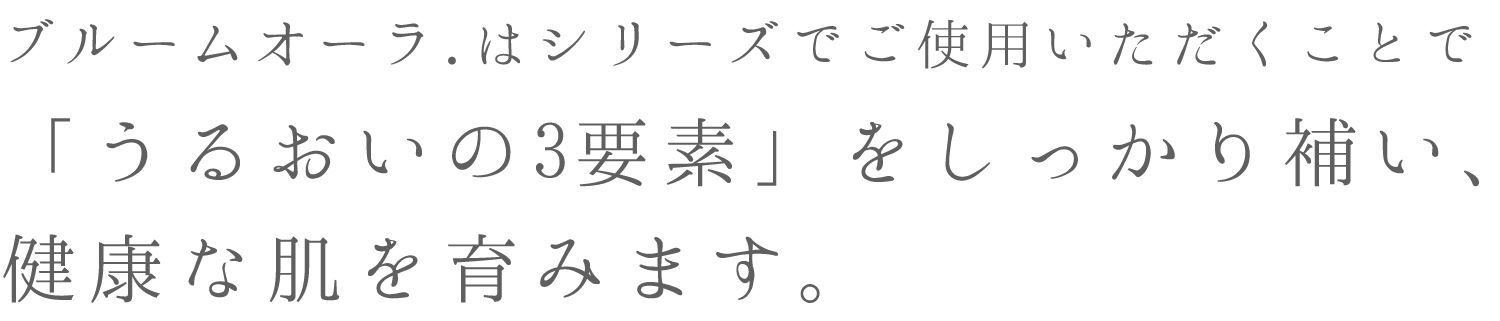 ブルームオーラ.はシリーズでご使用いただくことで
「うるおいの3要素」をしっかり補い、
健康な肌を育みます。